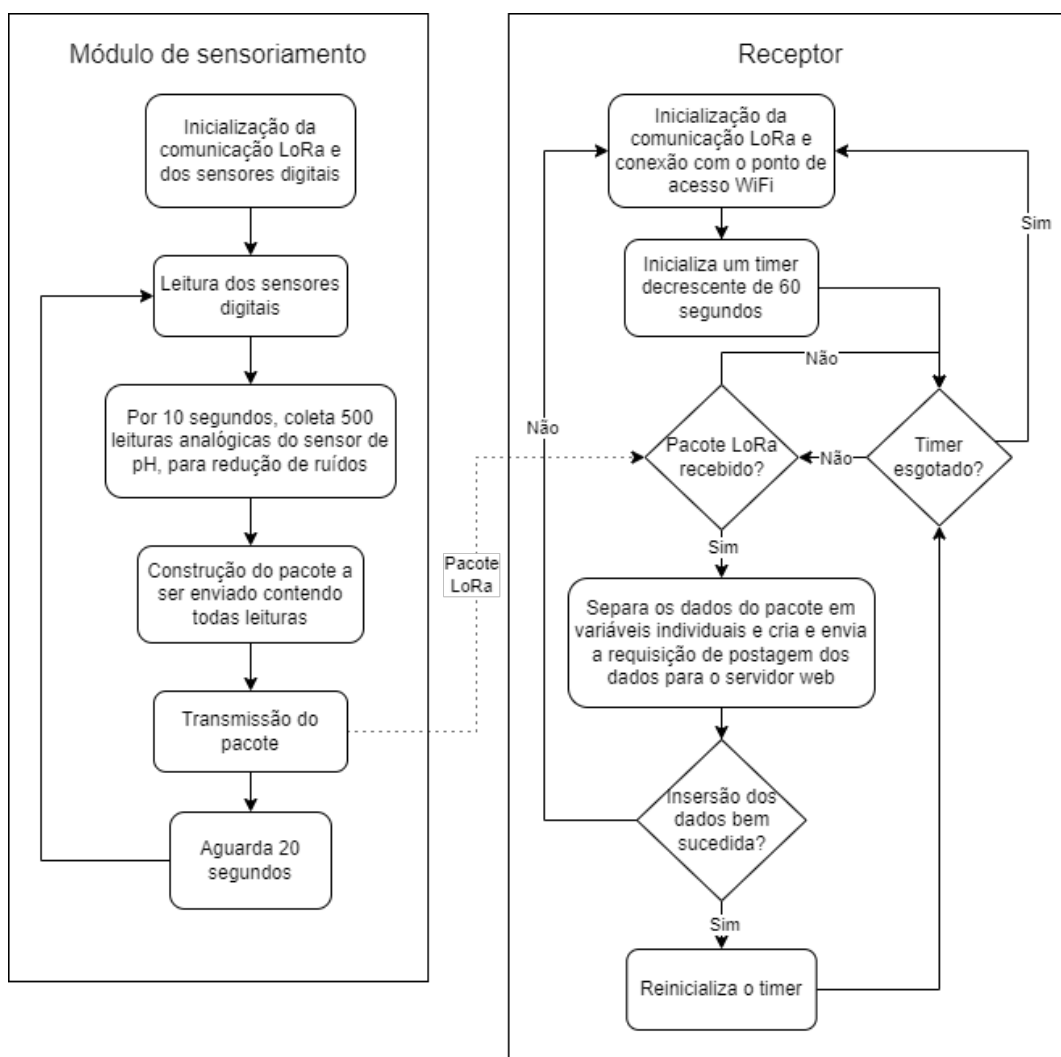 Módulo de sensoriamento
Inicialização da
comunicação LoRa e
dos sensores digitais
Leitura dos sensores
digitais
Por 10 segundos, coleta 500
leituras analógicas do sensor de
pH, para redução de ruídos
Construção do pacote a
ser enviado contendo
todas leituras
Transmissão do
pacote
Aguarda 20
segundos
Pacote
LoRa
Receptor
Inicialização da
comunicação LoRa e
conexão com o ponto de
acesso WiFi
Sim
Inicializa um timer
decrescente de 60
segundos
Não
Não
Pacote LoRa
recebido?
Não
Timer
esgotado?
Sim
Separa os dados do pacote em
variáveis individuais e cria e envia
a requisição de postagem dos
dados para o servidor web
Insersão dos
dados bem
sucedida?
Sim
Reinicializa o timer